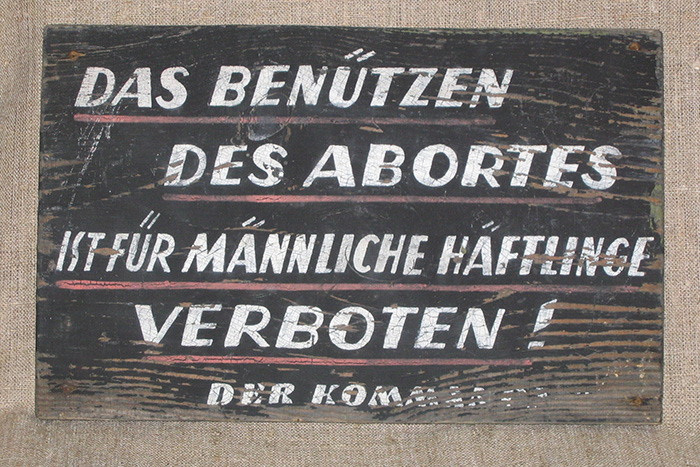 DAS BENÜTZEN
DES ABORTES
IST FÜR MÄNNLICHE HÄFTLINGE
VERBOTEN !
DER